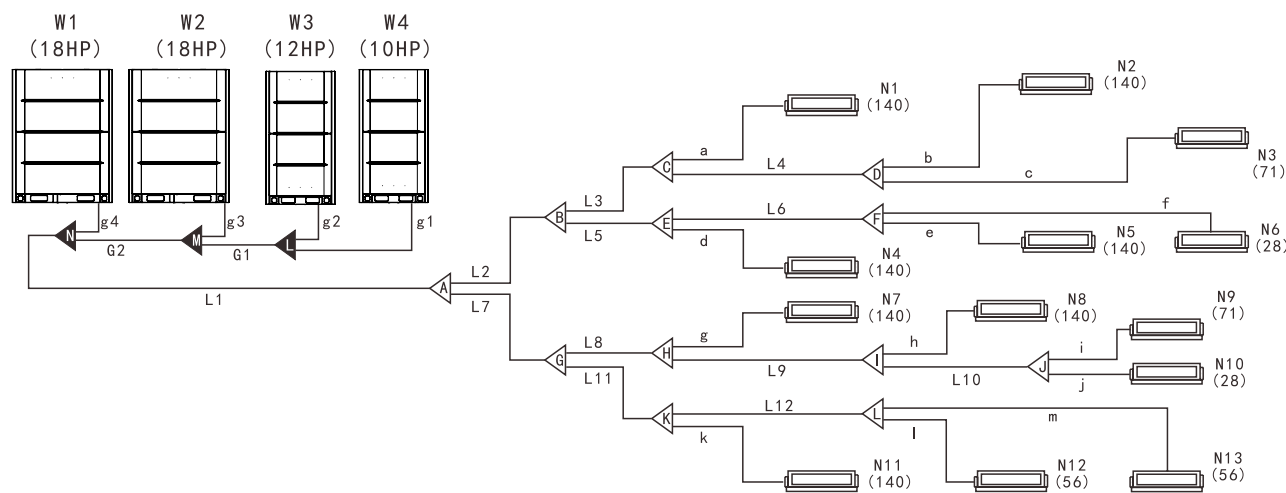 W1
(18HP)
W2
(18HP)
W3
(12HP)
W4
(10HP)
g4
g3
g2
g1
N
M
L
G2
G1
L1
A
L2
L7
B
L3
L5
C
a
L4
D
b
c
N1
(140)
N2
(140)
N3
(71)
E
L6
d
F
f
e
N4
(140)
N5
(140)
N6
(28)
G
L8
L11
H
g
L9
I
h
L10
J
i
j
N7
(140)
N8
(140)
N9
(71)
N10
(28)
K
L12
k
L
m
l
N11
(140)
N12
(56)
N13
(56)